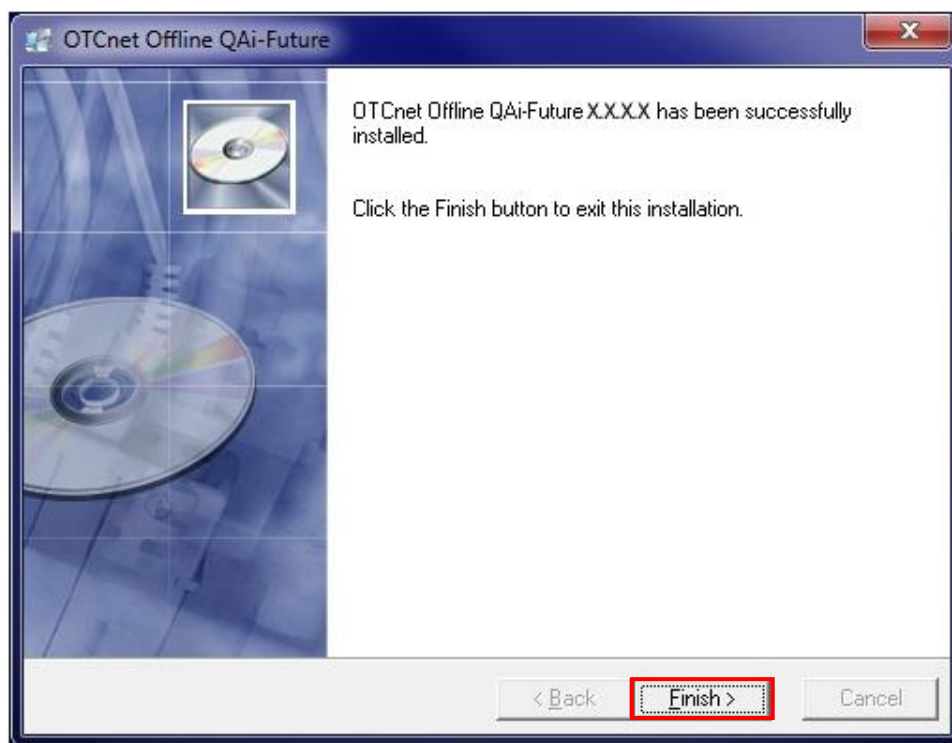 OTCnet Offline QAi-Future
X
OTCnet Offline QAi-Future X.X.X.X has been successfully
installed.
Click the Finish button to exit this installation.
< Back
Finish >
Cancel